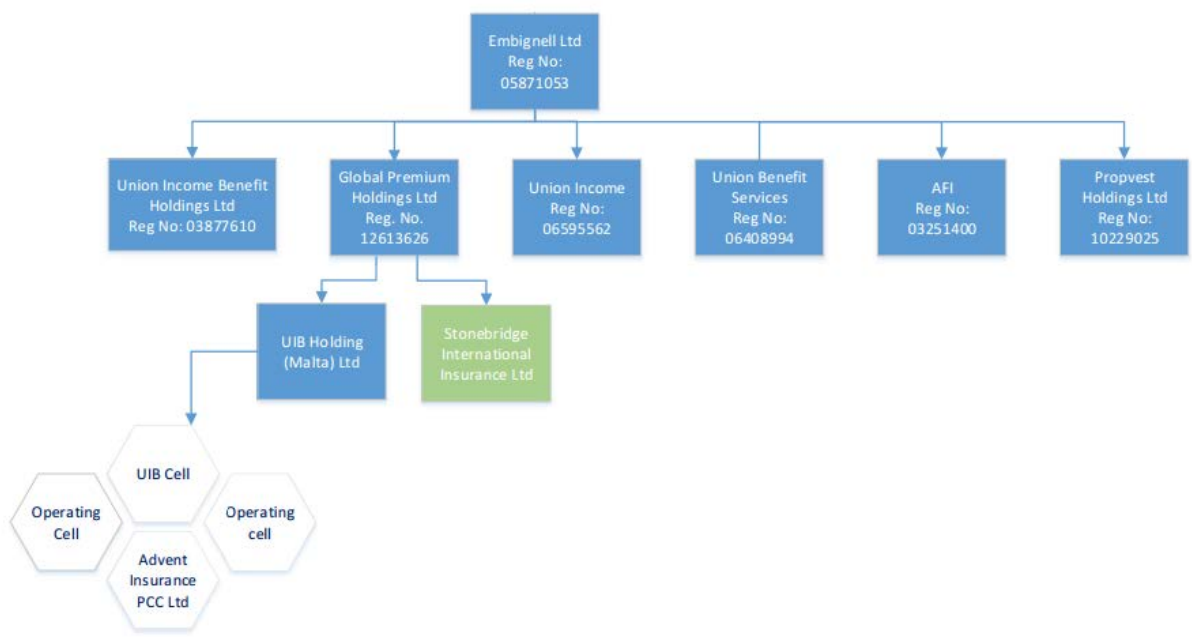 Embignell Ltd
Reg No:
05871053
Union Income Benefit
Holdings Ltd
Reg No: 03877610
Global Premium
Holdings Ltd
Reg. No.
12613626
Union Income
Reg No:
06595562
Union Benefit
Services
Reg No:
06408994
AFI
Reg No:
03251400
Propvest
Holdings Ltd
Reg No:
10229025
UIB Holding
(Malta) Ltd
Stonebridge
International
Insurance Ltd
UIB Cell
Operating
Cell
Operating
cell
Advent
Insurance
PCC Ltd